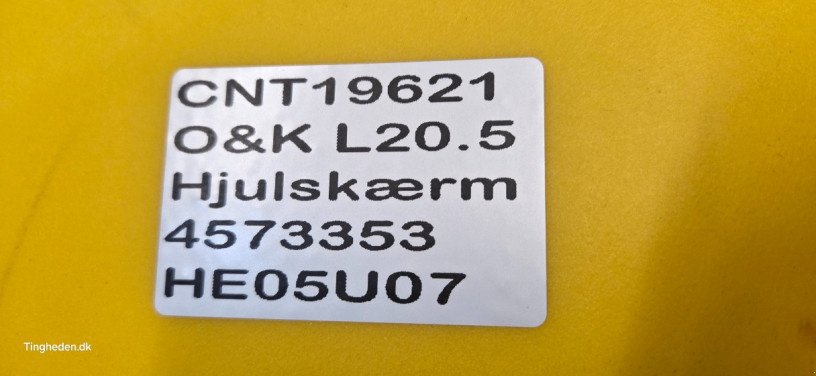 CNT19621
O&K L20.5
Hjulskærm
4573353
HE05U07
Tingheden.dk